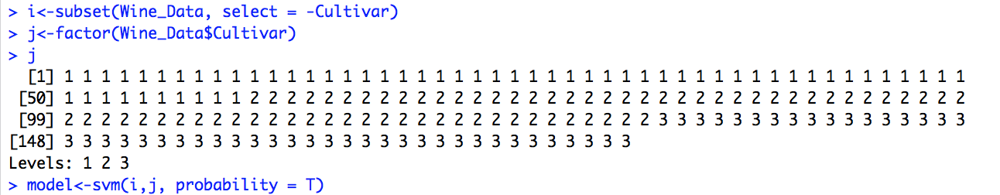 > i<-subset(Wine_Data, select = -Cultivar)
> j<-factor(Wine_Data$Cultivar)
> j
[1] 1 1 1 1 1 1 1 1 1 1 1 1 1 1 1 1 1 1 1 1 1 1 1 1 1 1 1 1 1 1 1 1 1 1 1 1 1 1 1 1 1 1 1 1 1 1 1 1 1
[50] 1 1 1 1 1 1 1 1 1 1 2 2 2 2 2 2 2 2 2 2 2 2 2 2 2 2 2 2 2 2 2 2 2 2 2 2 2 2 2 2 2 2 2 2 2 2 2 2 2
[99] 2 2 2 2 2 2 2 2 2 2 2 2 2 2 2 2 2 2 2 2 2 2 2 2 2 2 2 2 2 2 2 2 3 3 3 3 3 3 3 3 3 3 3 3 3 3 3 3 3
[148] 3 3 3 3 3 3 3 3 3 3 3 3 3 3 3 3 3 3 3 3 3 3 3 3 3 3 3 3 3 3 3
Levels: 1 2 3
> model<-svm(i,j, probability = T)